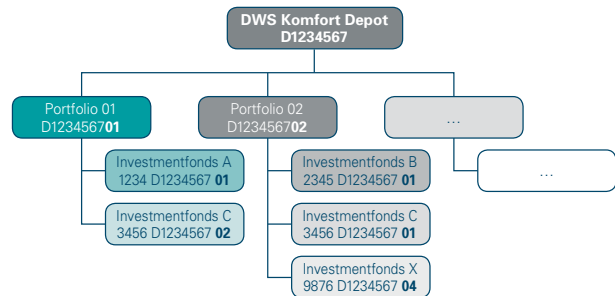 DWS Komfort Depot
D1234567
Portfolio 01
D123456701
Portfolio 02
D123456702
...
Investmentfonds A
1234 D1234567 01
Investmentfonds B
2345 D1234567 01
...
Investmentfonds C
3456 D1234567 02
Investmentfonds C
3456 D1234567 01
Investmentfonds X
9876 D1234567 04